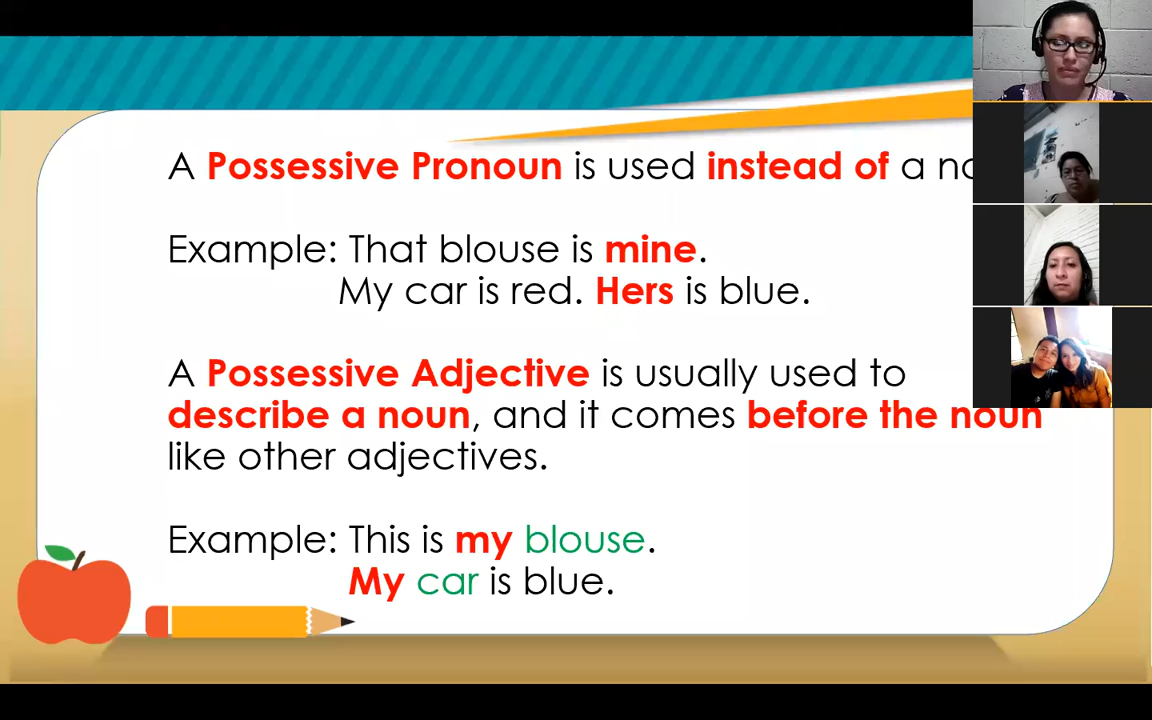 A Possessive Pronoun is used instead of a
Example: That blouse is mine.
My car is red. Hers is blue.
A Possessive Adjective is usually used to
describe a noun, and it comes before the noun
like other adjectives.
Example: This is my blouse.
My car is blue.